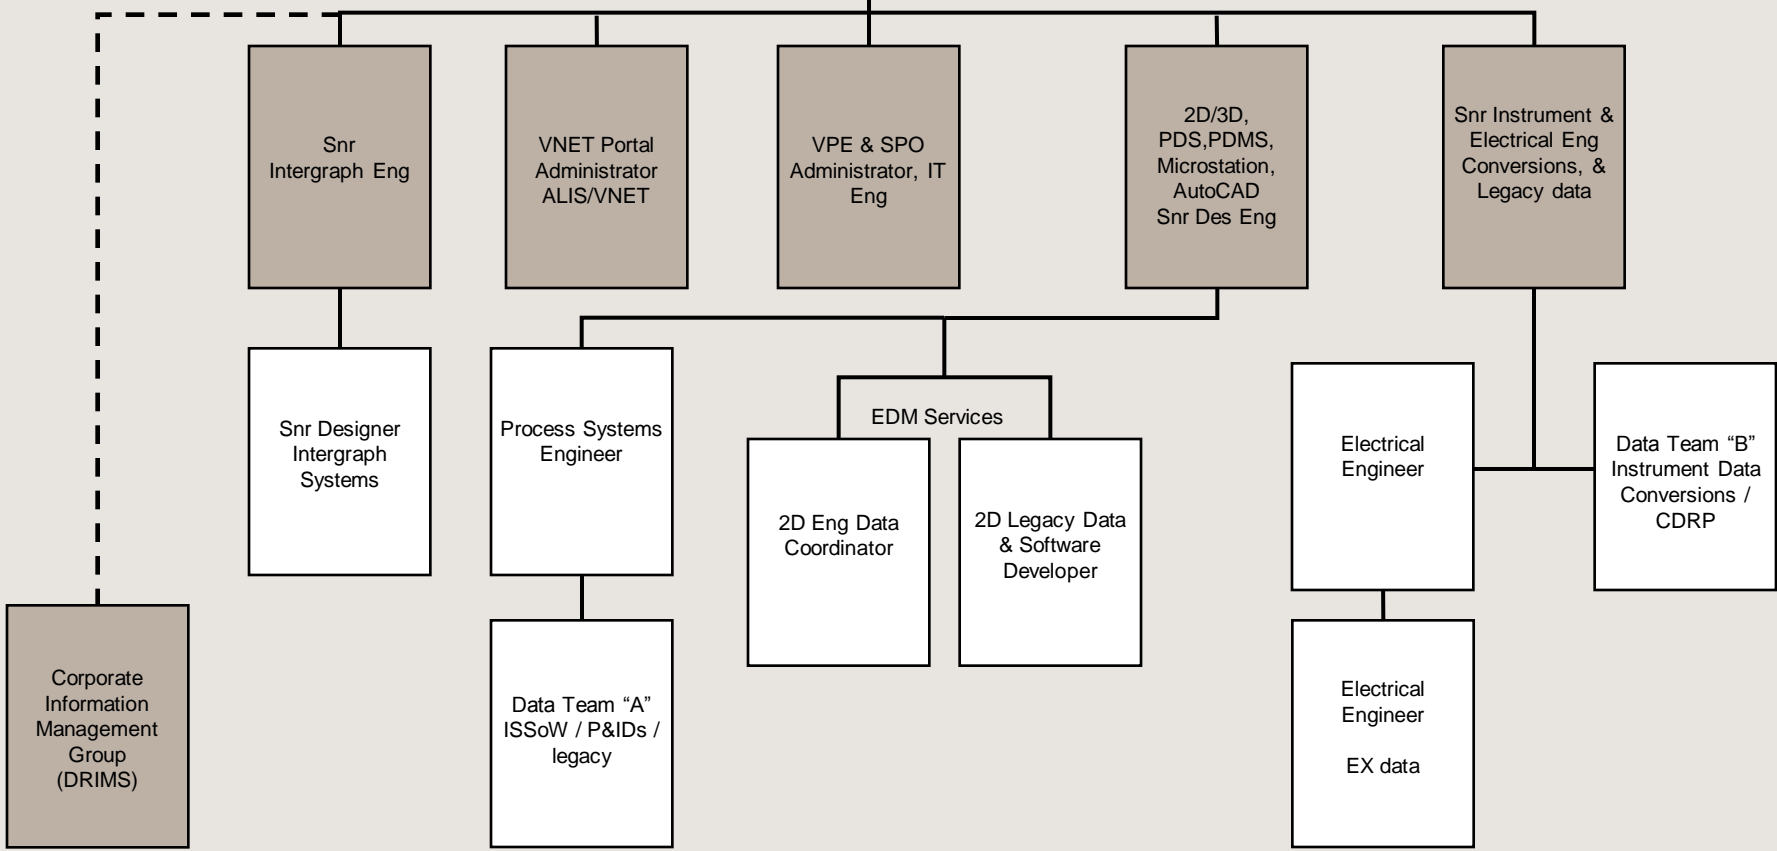 Snr
Intergraph Eng
VNET Portal
Administrator
ALIS/VNET
VPE & SPO
Administrator, IT
Eng
2D/3D,
PDS,PDMS,
Microstation,
AutoCAD
Snr Des Eng
Snr Instrument &
Electrical Eng
Conversions, &
Legacy data
Snr Designer
Intergraph
Systems
Process Systems
Engineer
EDM Services
2D Eng Data
Coordinator
2D Legacy Data
& Software
Developer
Electrical
Engineer
Data Team “B”
Instrument Data
Conversions /
CDRP
Corporate
Information
Management
Group
(DRIMS)
Data Team “A”
ISSoW / P&IDs /
legacy
Electrical
Engineer
EX data